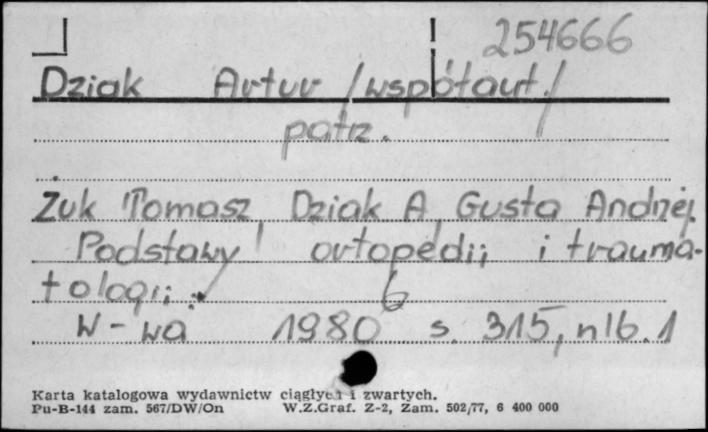 254666
Dziak Artur /współaut./
patrz.
Żuk Tomasz, Dziak A, Gusta Andrzej.
Podstawy ortopedii i trauma-
tologii.
W-wa 1980 s. 315, nlb. 1
Karta katalogowa wydawnictw ciągłych i zwartych.
Pu-B-144 zam. 567/DW/On W.Z.Graf. Z-2, Zam. 502/77, 6 400 000